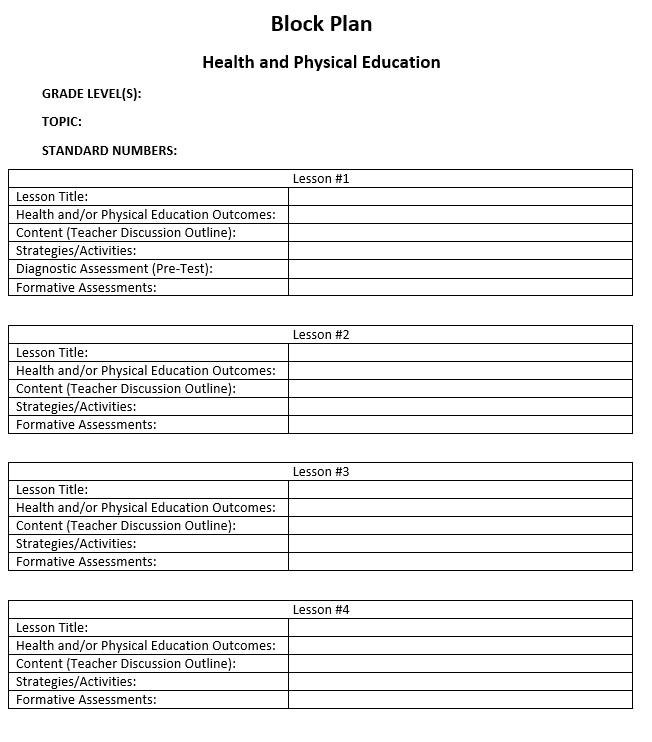 Block Plan
Health and Physical Education
GRADE LEVEL(S):
TOPIC:
STANDARD NUMBERS:
Lesson #1
Lesson Title:
Health and/or Physical Education Outcomes:
Content (Teacher Discussion Outline):
Strategies/Activities:
Diagnostic Assessment (Pre-Test):
Formative Assessments:
Lesson #2
Lesson Title:
Health and/or Physical Education Outcomes:
Content (Teacher Discussion Outline):
Strategies/Activities:
Formative Assessments:
Lesson #3
Lesson Title:
Health and/or Physical Education Outcomes:
Content (Teacher Discussion Outline):
Strategies/Activities:
Formative Assessments:
Lesson #4
Lesson Title:
Health and/or Physical Education Outcomes:
Content (Teacher Discussion Outline):
Strategies/Activities:
Formative Assessments: